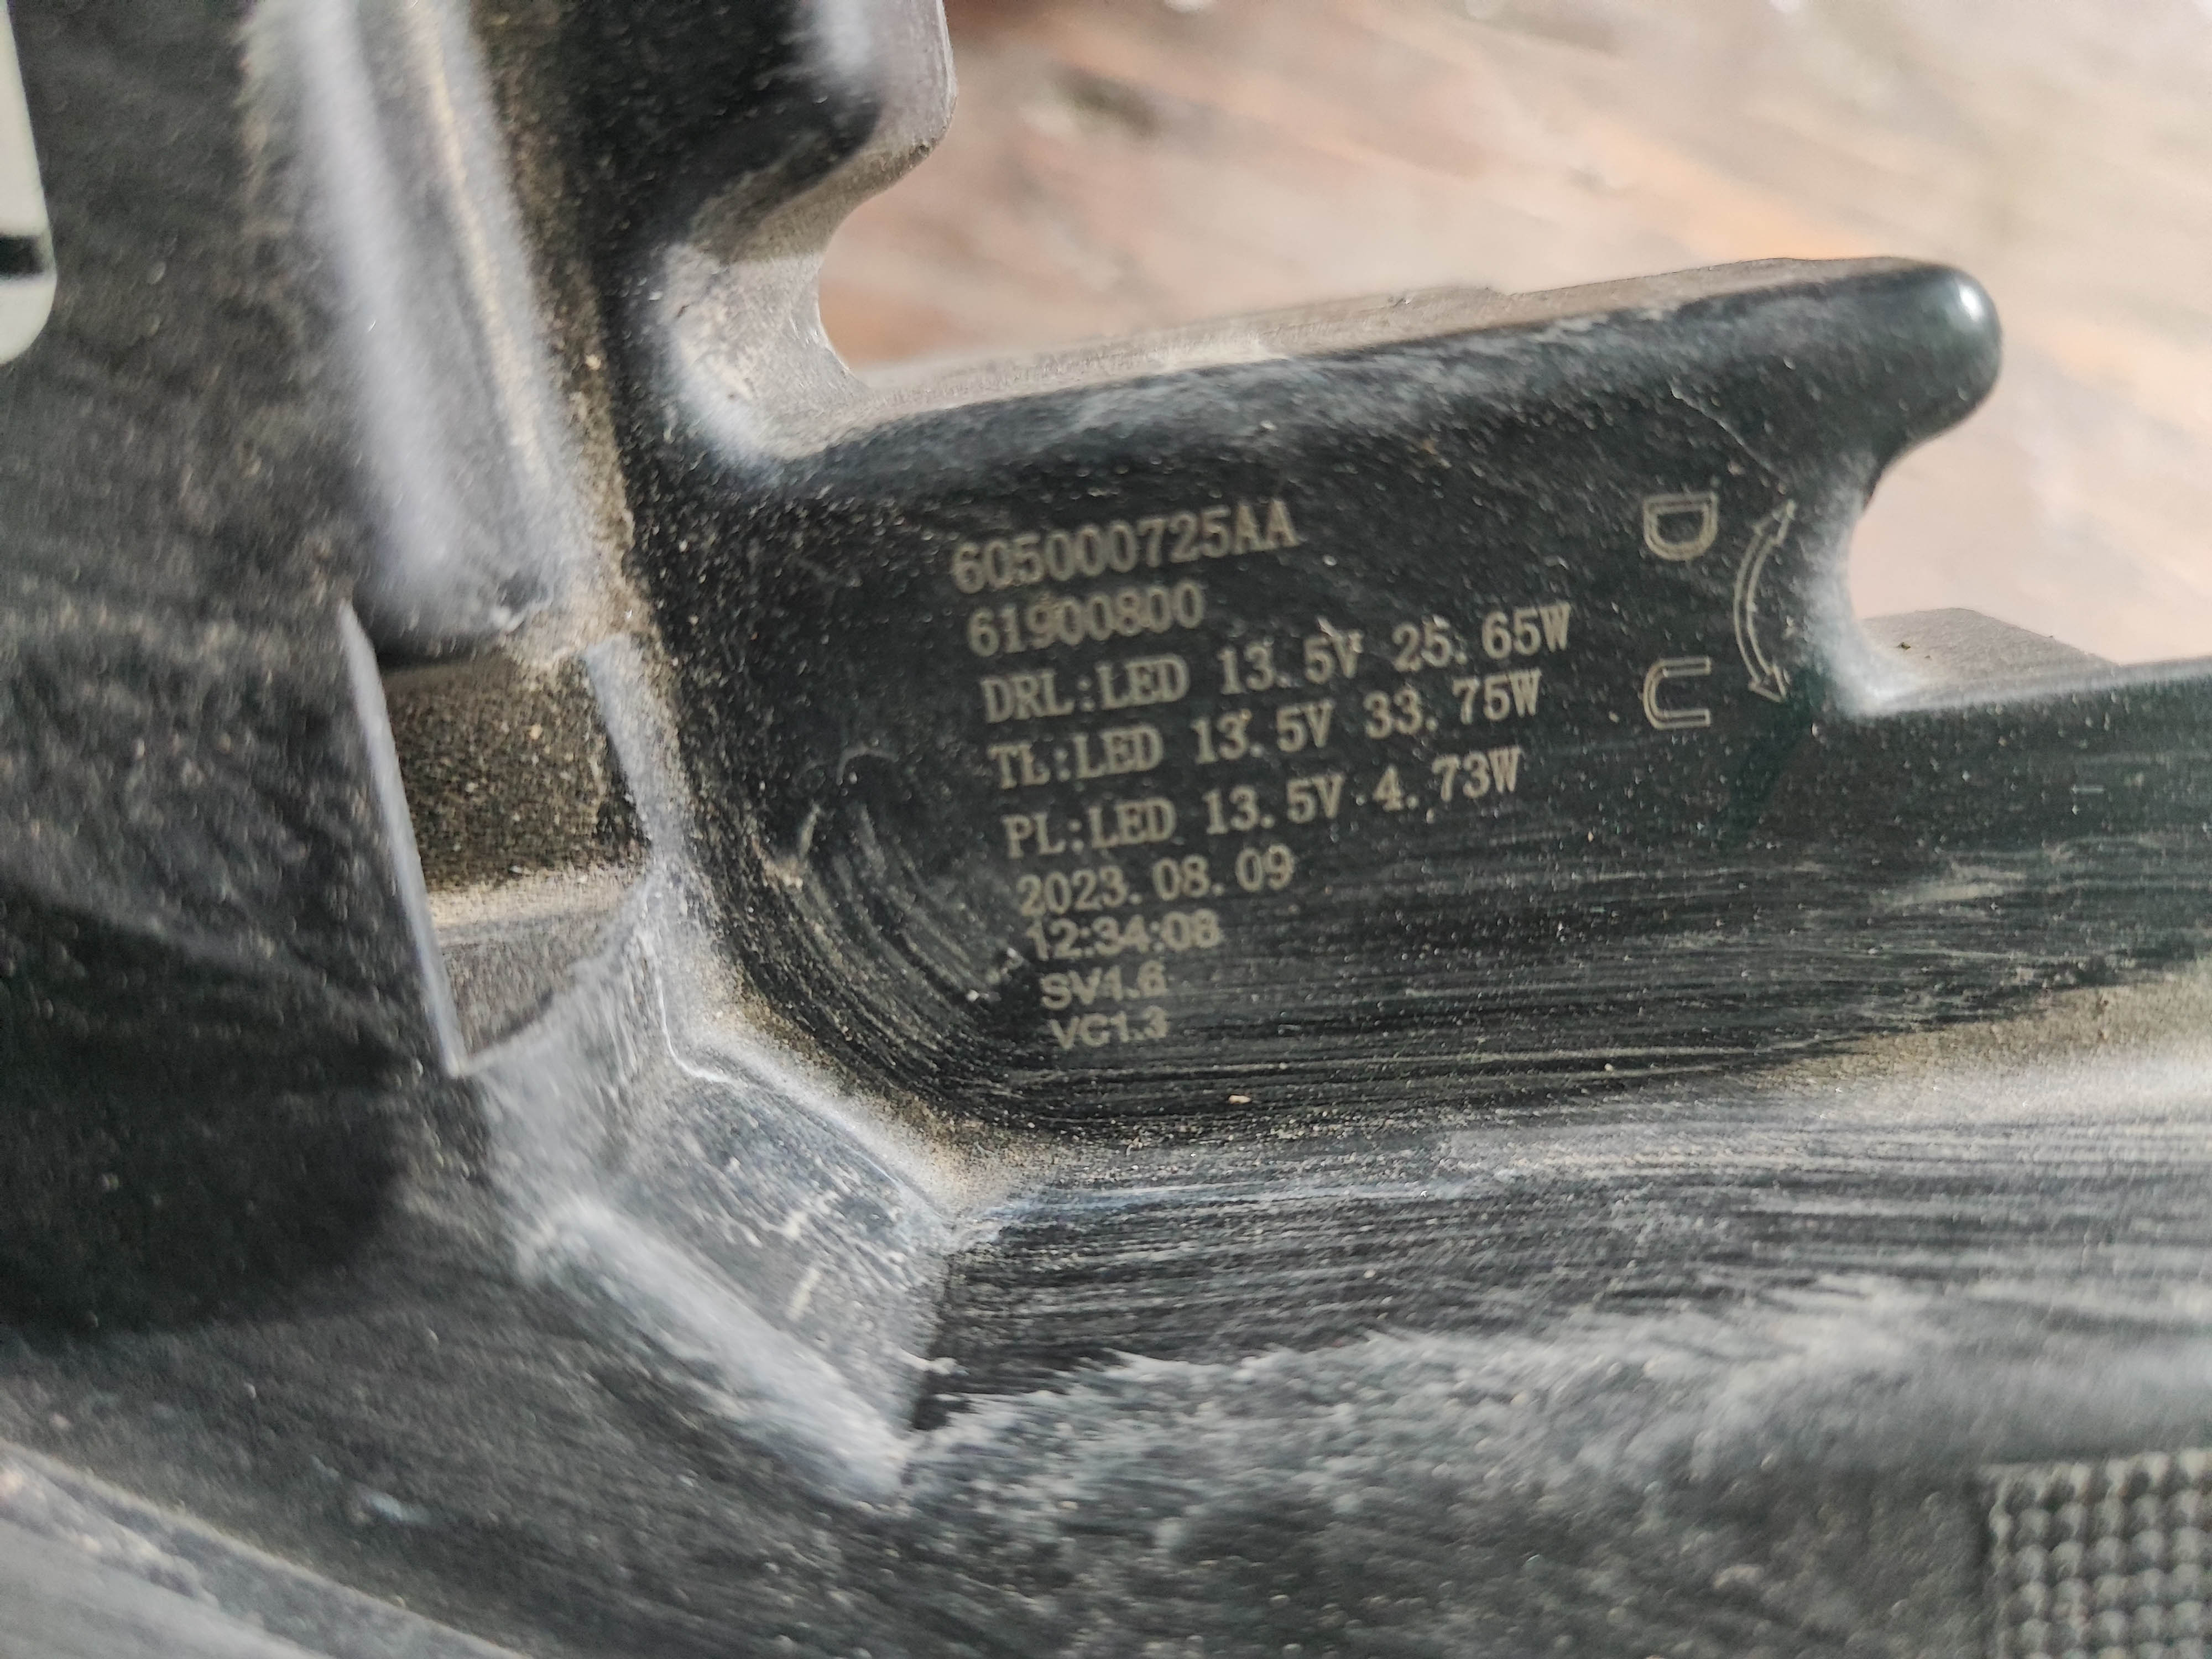 605000725AA
61900800
DRL:LED 13.5V 25.65W
TL:LED 13.5V 33.75W
PL:LED 13.5V 4.73W
2023.08.09
12:34:08
SV1.6
VC1.3
D
U